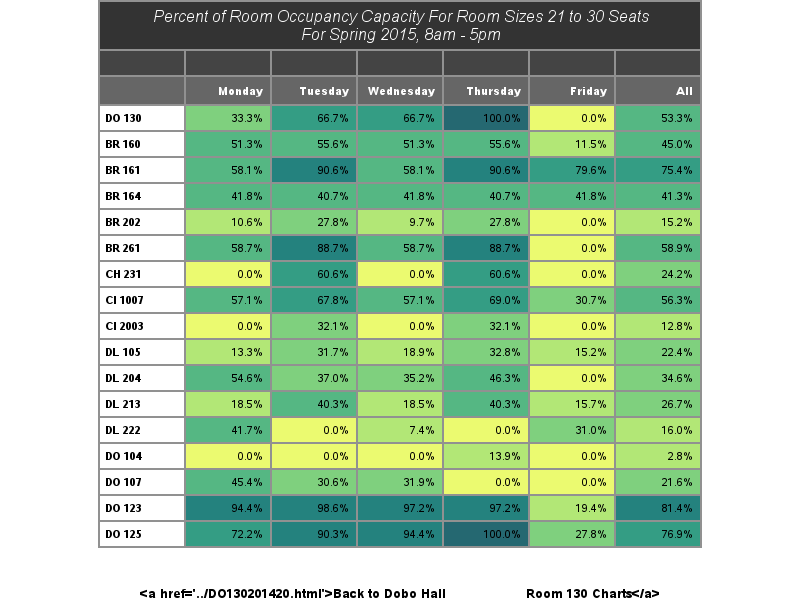 Percent of Room Occupancy Capacity For Room Sizes 21 to 30 Seats
For Spring 2015, 8am - 5pm
Monday Tuesday Wednesday Thursday Friday All
DO 130 33.3% 66.7% 66.7% 100.0% 0.0% 53.3%
BR 160 51.3% 55.6% 51.3% 55.6% 11.5% 45.0%
BR 161 58.1% 90.6% 58.1% 90.6% 79.6% 75.4%
BR 164 41.8% 40.7% 41.8% 40.7% 41.8% 41.3%
BR 202 10.6% 27.8% 9.7% 27.8% 0.0% 15.2%
BR 261 58.7% 88.7% 58.7% 88.7% 0.0% 58.9%
CH 231 0.0% 60.6% 0.0% 60.6% 0.0% 24.2%
CI 1007 57.1% 67.8% 57.1% 69.0% 30.7% 56.3%
CI 2003 0.0% 32.1% 0.0% 32.1% 0.0% 12.8%
DL 105 13.3% 31.7% 18.9% 32.8% 15.2% 22.4%
DL 204 54.6% 37.0% 35.2% 46.3% 0.0% 34.6%
DL 213 18.5% 40.3% 18.5% 40.3% 15.7% 26.7%
DL 222 41.7% 0.0% 7.4% 0.0% 31.0% 16.0%
DO 104 0.0% 0.0% 0.0% 13.9% 0.0% 2.8%
DO 107 45.4% 30.6% 31.9% 0.0% 0.0% 21.6%
DO 123 94.4% 98.6% 97.2% 97.2% 19.4% 81.4%
DO 125 72.2% 90.3% 94.4% 100.0% 27.8% 76.9%
<a href='../DO130201420.html'>Back to Dobo Hall Room 130 Charts</a>